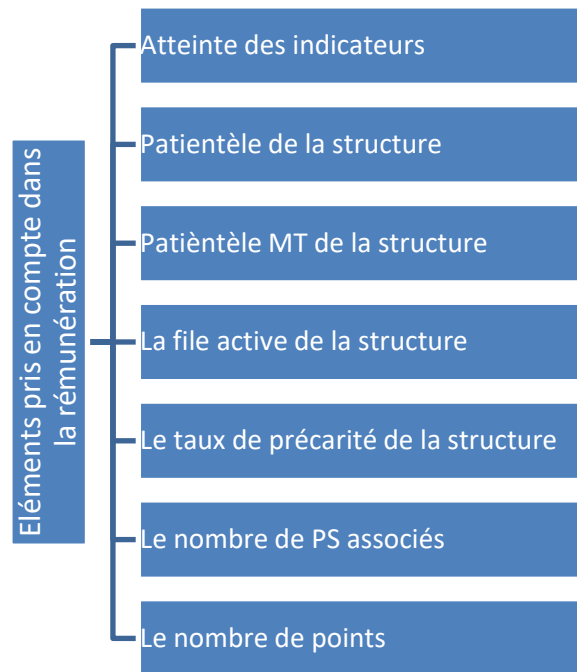 Eléments pris en compte dans
la rémunération
Atteinte des indicateurs
Patientèle de la structure
Patièntèle MT de la structure
La file active de la structure
Le taux de précarité de la structure
Le nombre de PS associés
Le nombre de points